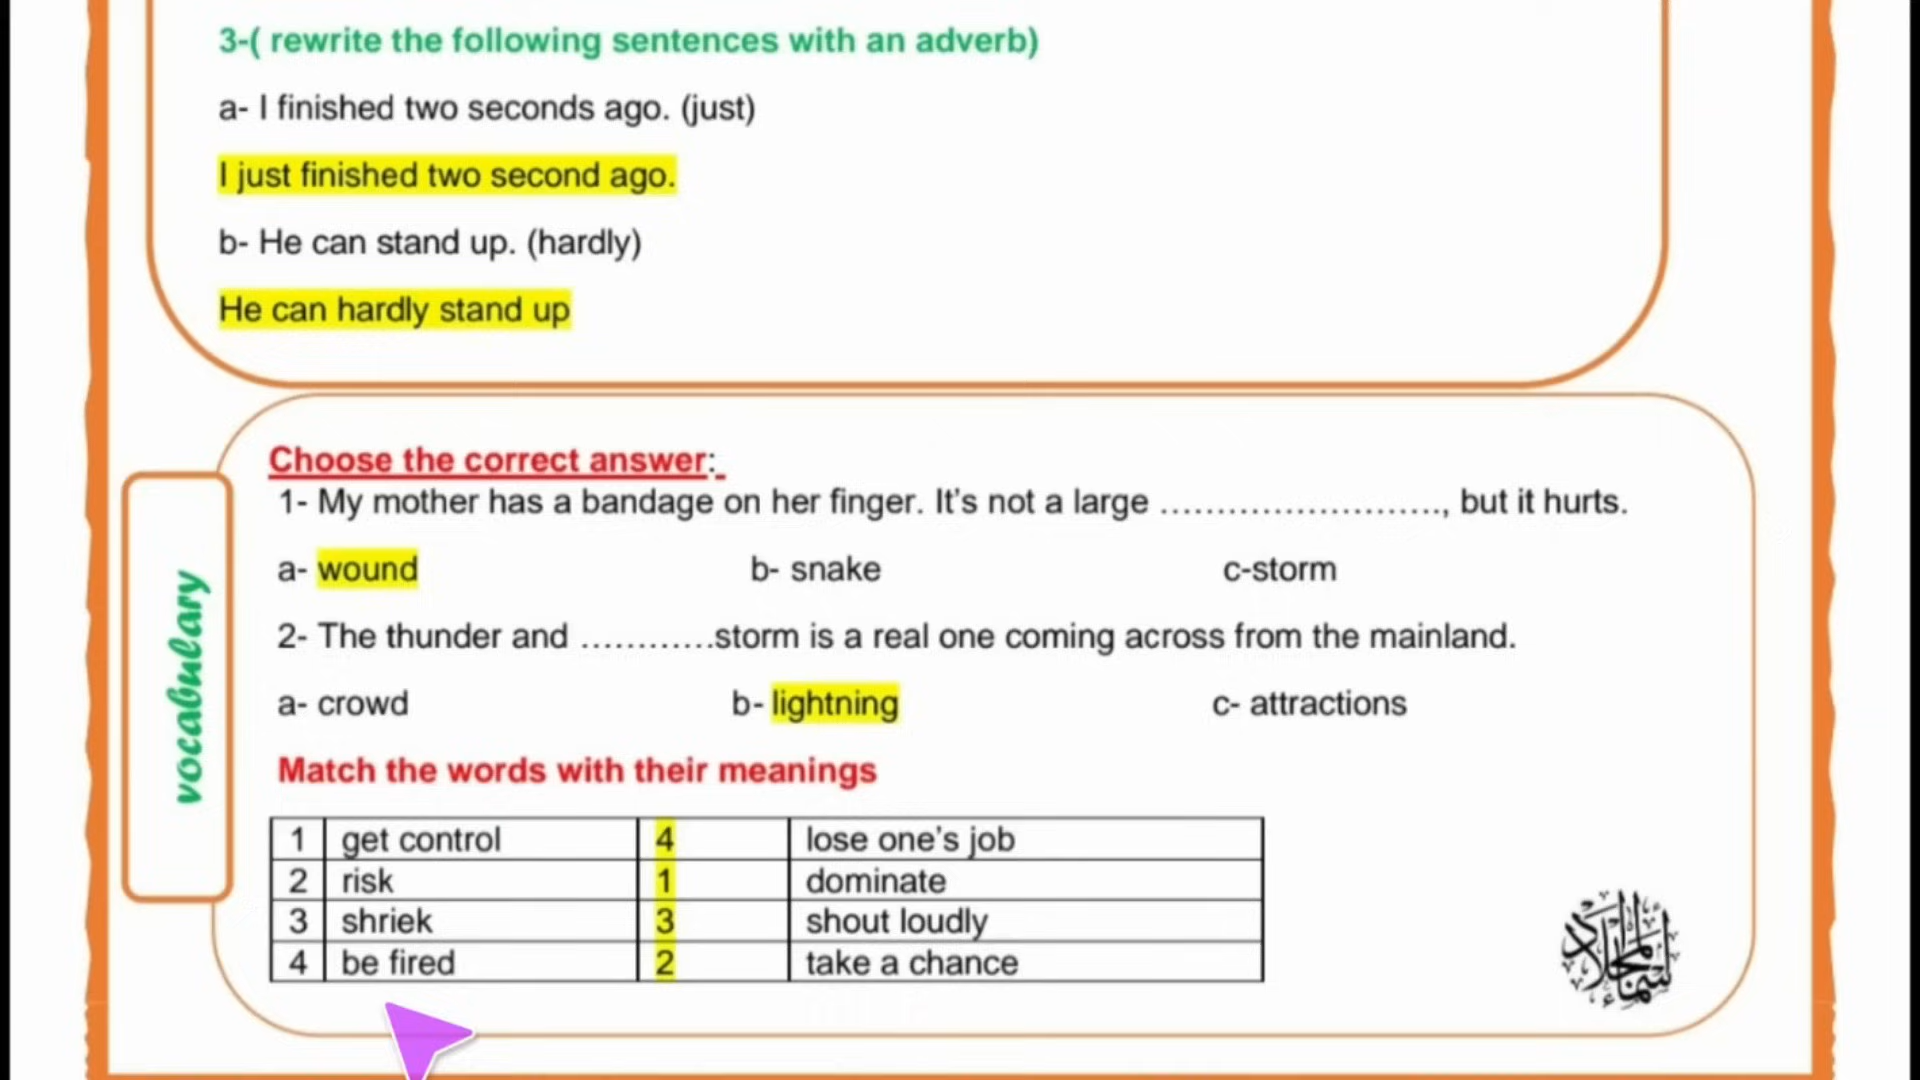 3-( rewrite the following sentences with an adverb)
a- I finished two seconds ago. (just)
I just finished two second ago.
b- He can stand up. (hardly)
He can hardly stand up
vocabulary
Choose the correct answer:
1- My mother has a bandage on her finger. It's not a large ........................., but it hurts.
a- wound b- snake c-storm
2- The thunder and ............storm is a real one coming across from the mainland.
a- crowd b- lightning c- attractions
Match the words with their meanings
1 get control 4 lose one's job
2 risk 1 dominate
3 shriek 3 shout loudly
4 be fired 2 take a chance